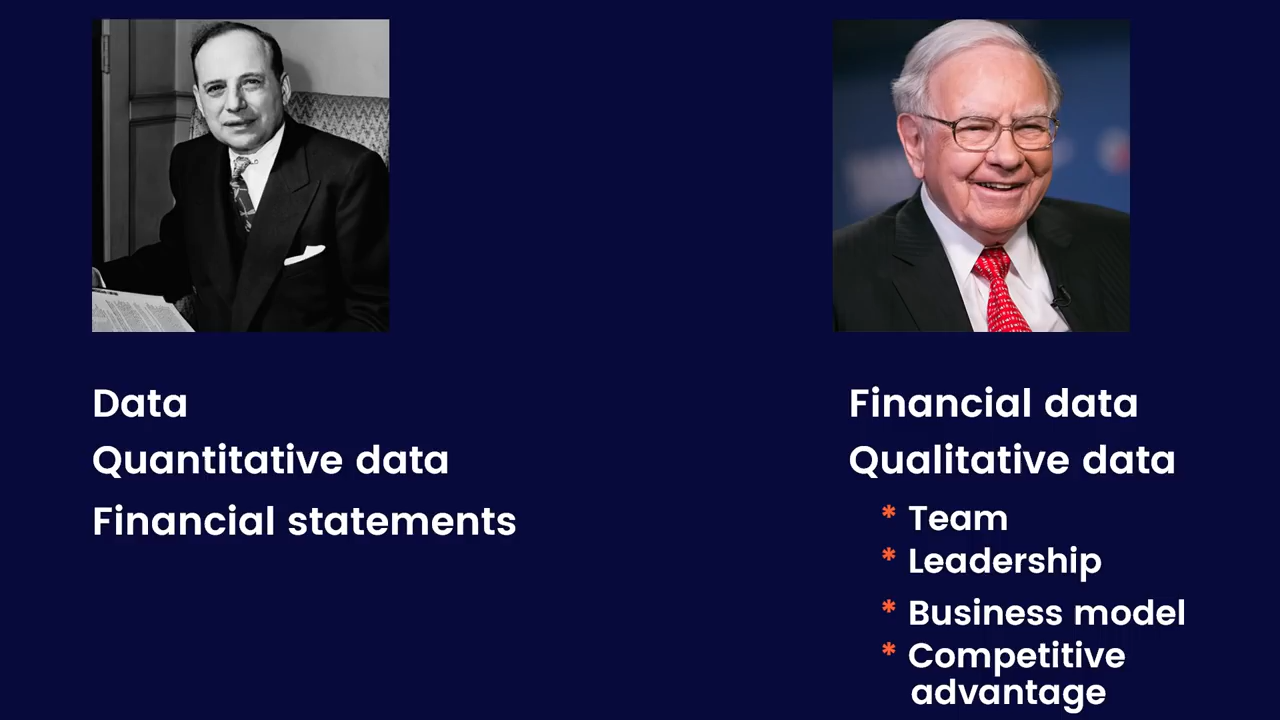 Data
Quantitative data
Financial statements
Financial data
Qualitative data
* Team
* Leadership
* Business model
* Competitive
advantage